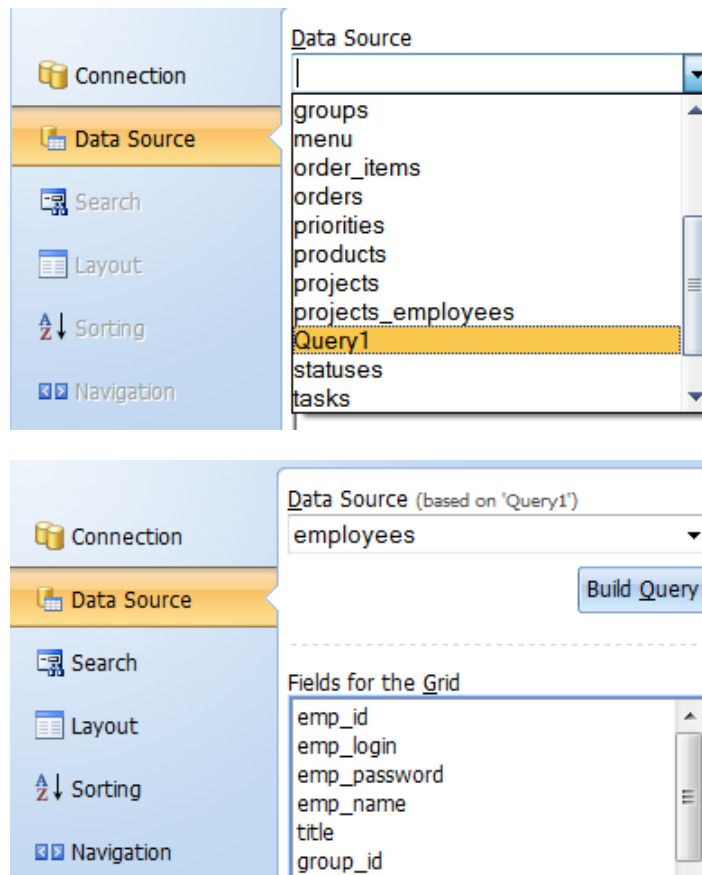 Data Source
Connection
groups
Data Source
menu
order_items
Search
orders
priorities
Layout
products
projects
Sorting
projects_employees
Query1
Navigation
statuses
tasks
Data Source (based on 'Query1')
Connection
employees
Data Source
Build Query
Search
Fields for the Grid
Layout
emp_id
emp_login
emp_password
Sorting
emp_name
title
Navigation
group_id